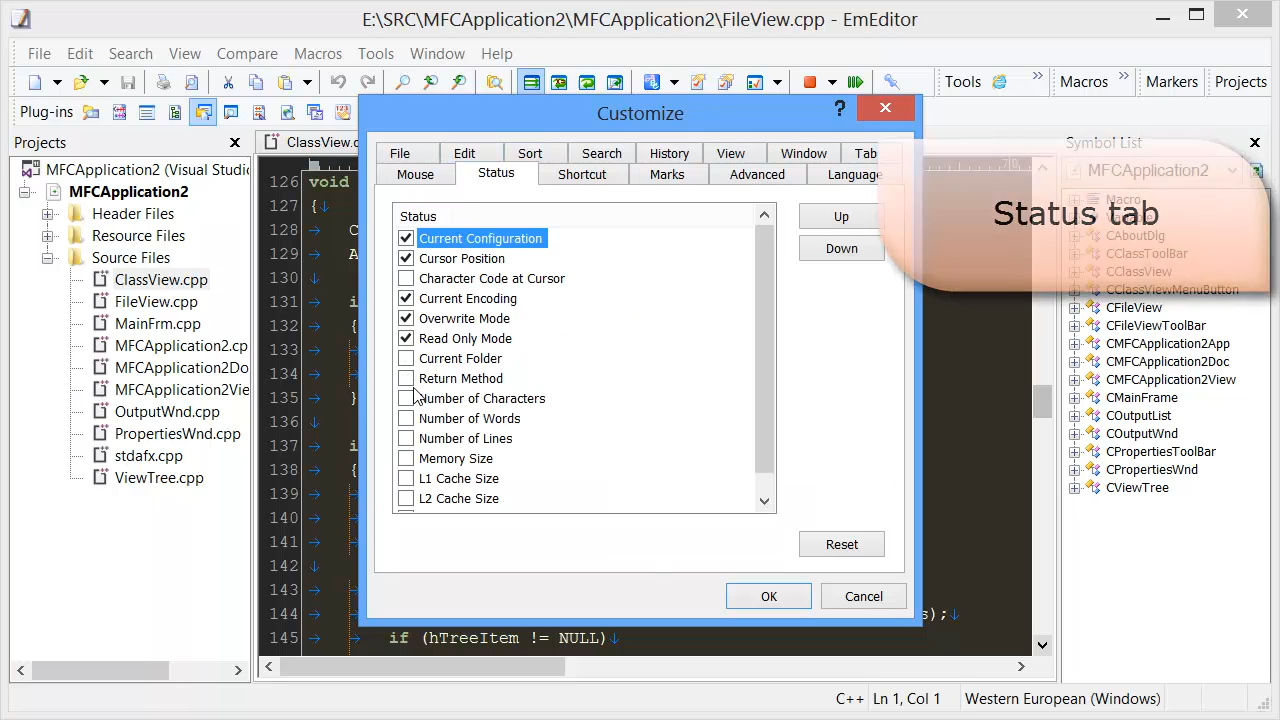 E:\SRC\MFCApplication2\MFCApplication2\FileView.cpp - EmEditor
File Edit Search View Compare Macros Tools Window Help
Tools » Macros » Markers Projects
Plug-ins
Projects
MFCApplication2 (Visual Studio
MFCApplication2
Header Files
Resource Files
Source Files
ClassView.cpp
FileView.cpp
MainFrm.cpp
MFCApplication2.cp
MFCApplication2Do
MFCApplication2Vie
OutputWnd.cpp
PropertiesWnd.cpp
stdafx.cpp
ViewTree.cpp
ClassView.c
126 void
127 {↓
128 C
129 A
130 ↓
131 i
132 {
133 →
134 →
135 }
136 ↓
137 i
138 {
139 →
140 →
141 →
142 ↓
143 →
144 → s);↓
145 → → if (hTreeItem != NULL)↓
Customize
File Edit Sort Search History View Window Tab
Mouse Status Shortcut Marks Advanced Language
Status
Current Configuration
Cursor Position
Character Code at Cursor
Current Encoding
Overwrite Mode
Read Only Mode
Current Folder
Return Method
Number of Characters
Number of Words
Number of Lines
Memory Size
L1 Cache Size
L2 Cache Size
Up
Down
Reset
OK Cancel
Status tab
Symbol List
MFCApplication2
Macro
CAboutDlg
CClassToolBar
CClassView
CClassViewMenuButton
CFileView
CFileViewToolBar
CMFCApplication2App
CMFCApplication2Doc
CMFCApplication2View
CMainFrame
COutputList
COutputWnd
CPropertiesToolBar
CPropertiesWnd
CViewTree
C++ Ln 1, Col 1 Western European (Windows)